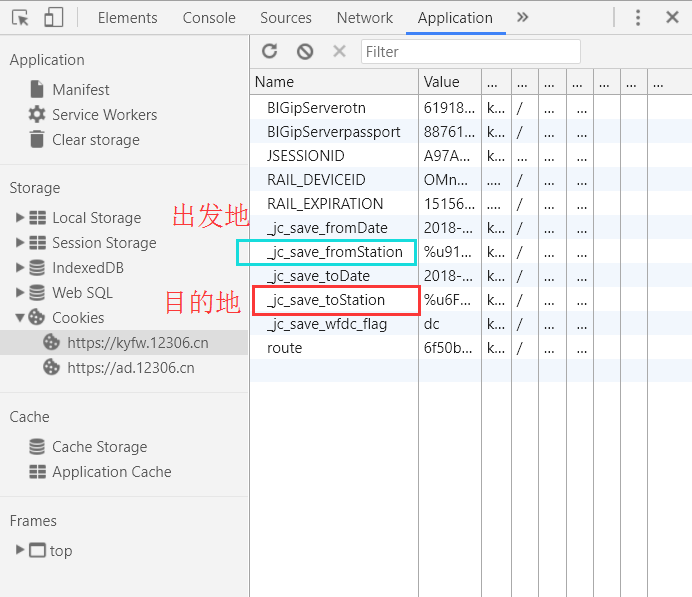 Elements Console Sources Network Application »
Application
Manifest
Service Workers
Clear storage
Storage
Local Storage
Session Storage
IndexedDB
Web SQL
Cookies
https://kyfw.12306.cn
https://ad.12306.cn
Cache
Cache Storage
Application Cache
Frames
top
出发地
目的地
Filter
Name Value ... ... ... ... ... ... ...
BIGipServerotn 61918... k... / ... ...
BIGipServerpassport 88761... k... / ... ...
JSESSIONID A97A... k... / ... ...
RAIL_DEVICEID OMn... .... / ... ...
RAIL_EXPIRATION 15156... .... / ... ...
_jc_save_fromDate 2018-... k... / ... ...
_jc_save_fromStation %u91... k... / ... ...
_jc_save_toDate 2018-... k... / ... ...
_jc_save_toStation %u6F... k... / ... ...
_jc_save_wfdc_flag dc k... / ... ...
route 6f50b... k... / ... ...